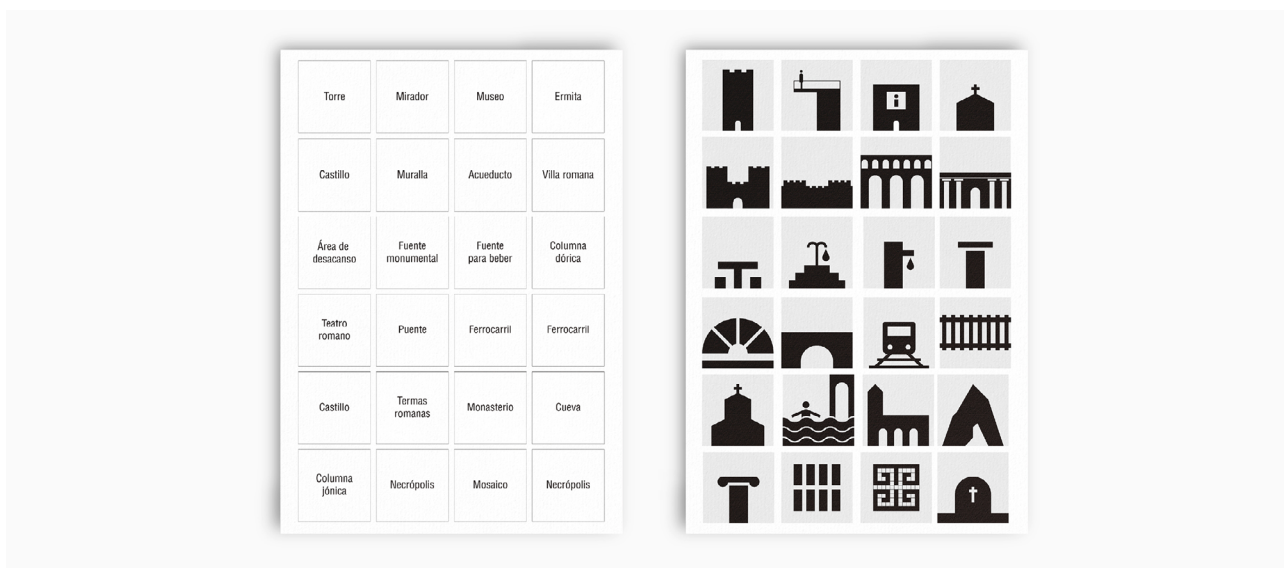 Torre
Mirador
Museo
Ermita
Castillo
Muralla
Acueducto
Villa romana
Área de
desacanso
Fuente
monumental
Fuente
para beber
Columna
dórica
Teatro
romano
Puente
Ferrocarril
Ferrocarril
Castillo
Termas
romanas
Monasterio
Cueva
Columna
jónica
Necrópolis
Mosaico
Necrópolis
i